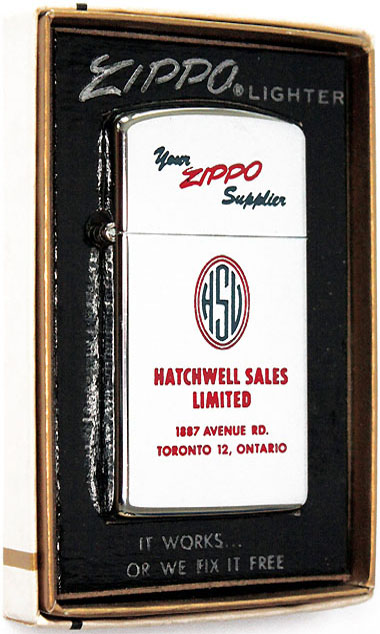 ZIPPO® LIGHTER
Your
ZIPPO
Supplier
HSL
HATCHWELL SALES
LIMITED
1887 AVENUE RD.
TORONTO 12, ONTARIO
IT WORKS...
OR WE FIX IT FREE